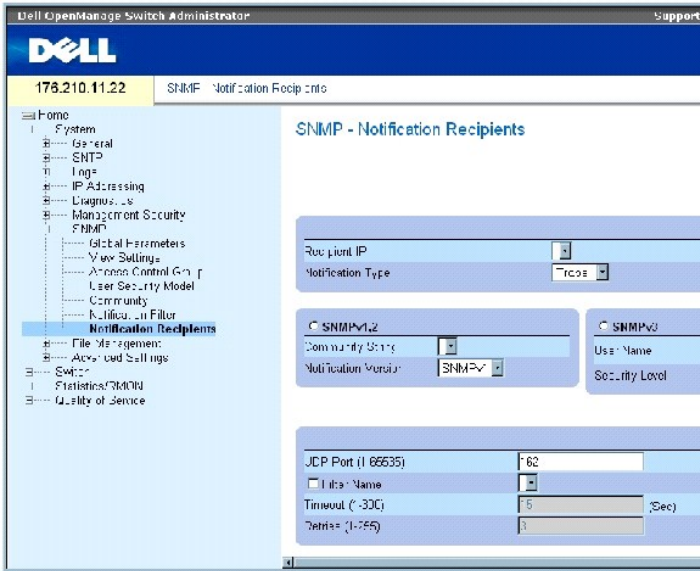 Dell OpenManage Switch Administrator Support
DELL
176.210.11.22 SNMP Notification Recipients
Home
System
General
SNTP
Logs
IP Addressing
Diagnostics
Management Security
SNMP
Global Parameters
View Settings
Access Control Group
User Security Model
Community
Notification Filter
Notification Recipients
File Management
Advanced Settings
Switch
Statistics/RMON
Quality of Service
SNMP - Notification Recipients
Recipient IP
Notification Type Traps
SNMPv1,2
Community String
Notification Version SNMPv1
SNMPv3
User Name
Security Level
UDP Port (1-65535) 162
Filter Name
Timeout (1-300) 15 (Sec)
Retries (1-255) 3